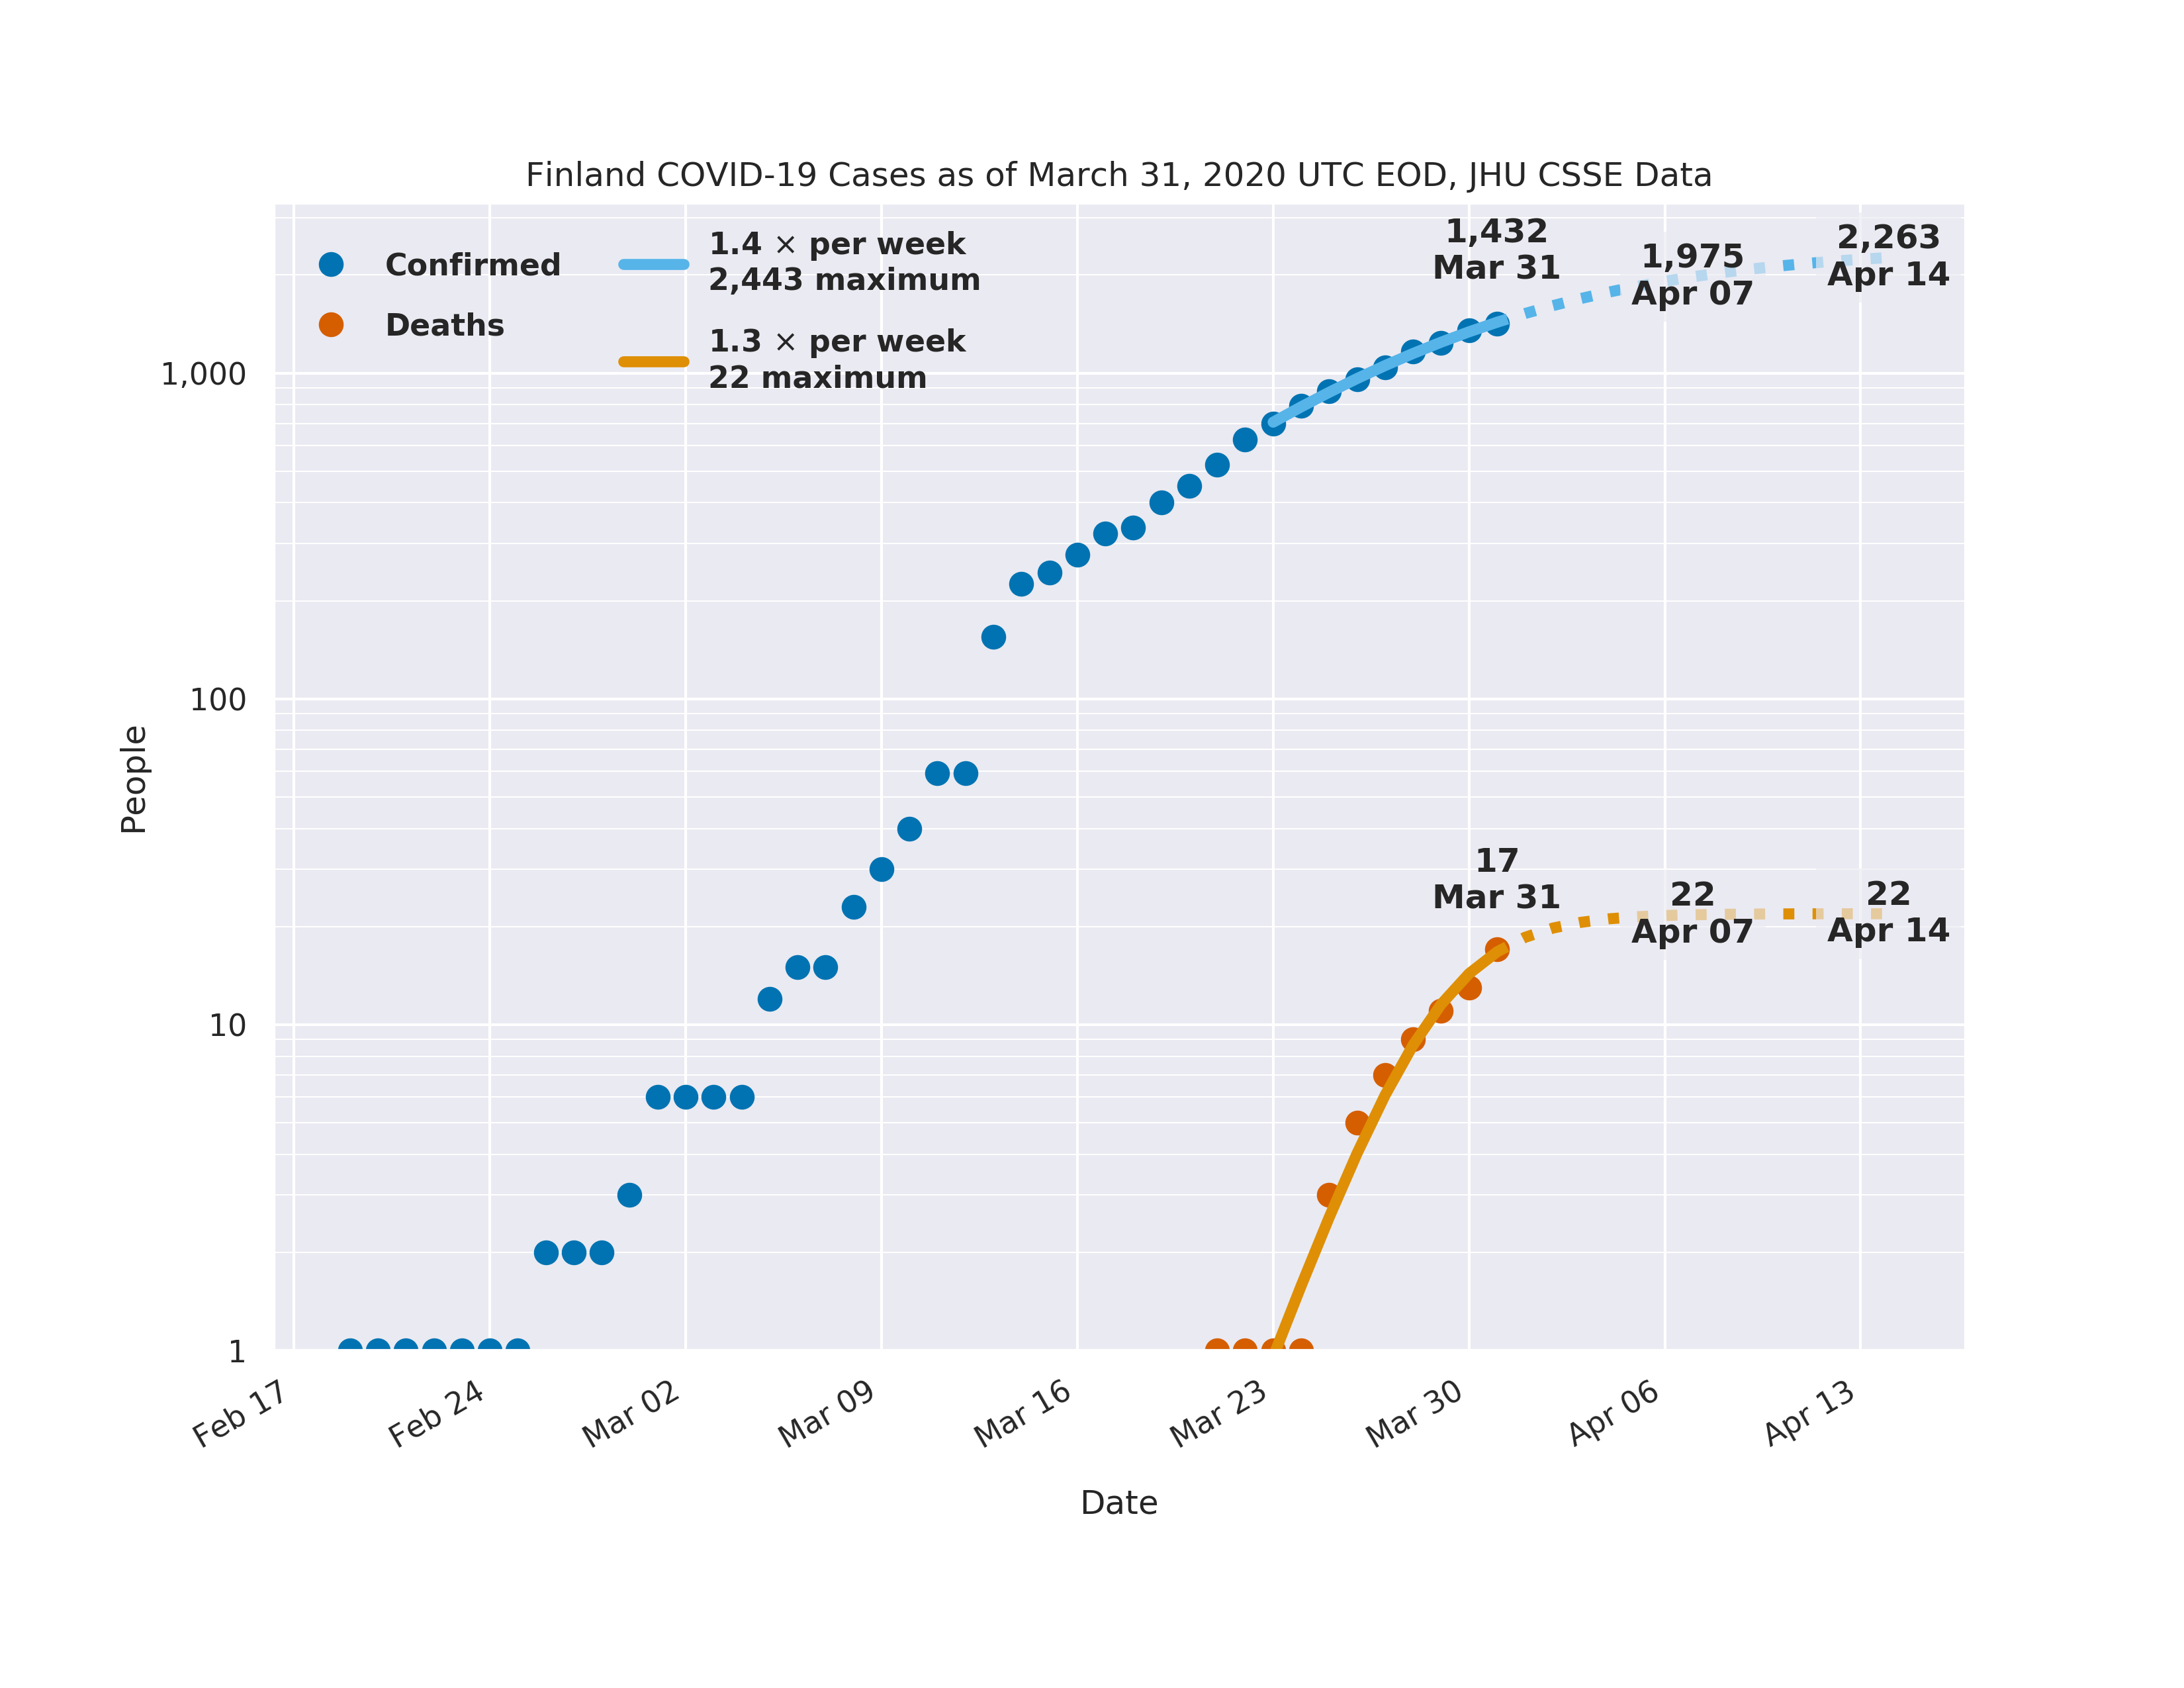 Finland COVID-19 Cases as of March 31, 2020 UTC EOD, JHU CSSE Data
Confirmed
Deaths
1.4 × per week
2,443 maximum
1.3 × per week
22 maximum
1,432
Mar 31
1,975
Apr 07
2,263
Apr 14
17
Mar 31
22
Apr 07
22
Apr 14
People
1,000
100
10
1
Feb 17
Feb 24
Mar 02
Mar 09
Mar 16
Mar 23
Mar 30
Apr 06
Apr 13
Date